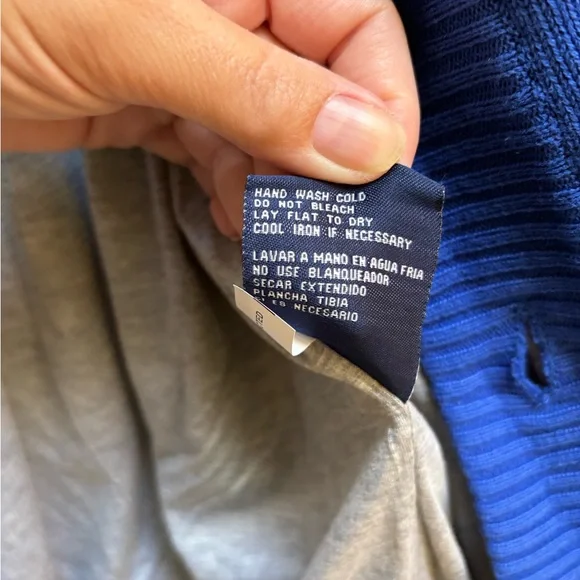 HAND WASH COLD
DO NOT BLEACH
LAY FLAT TO DRY
COOL IRON IF NECESSARY
LAVAR A MANO EN AGUA FRIA
NO USE BLANQUEADOR
SECAR EXTENDIDO
PLANCHA TIBIA
SI ES NECESARIO